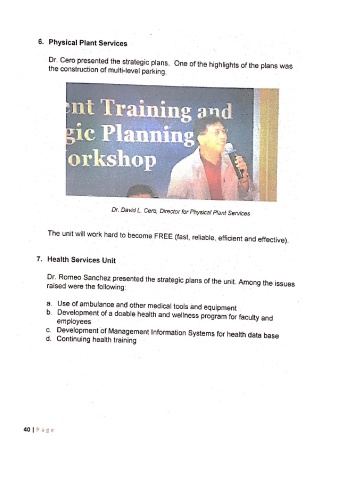 6. Physical Plant Services
Dr. Cero presented the strategic plans. One of the highlights of the plans was
the construction of multi-level parking.
ent Training and
gic Planning
orkshop
Dr. David L. Cero, Director for Physical Plant Services
The unit will work hard to become FREE (fast, reliable, efficient and effective).
7. Health Services Unit
Dr. Romeo Sanchez presented the strategic plans of the unit. Among the issues
raised were the following:
a. Use of ambulance and other medical tools and equipment
b. Development of a doable health and wellness program for faculty and
employees
c. Development of Management Information Systems for health data base
d. Continuing health training
40 | Page